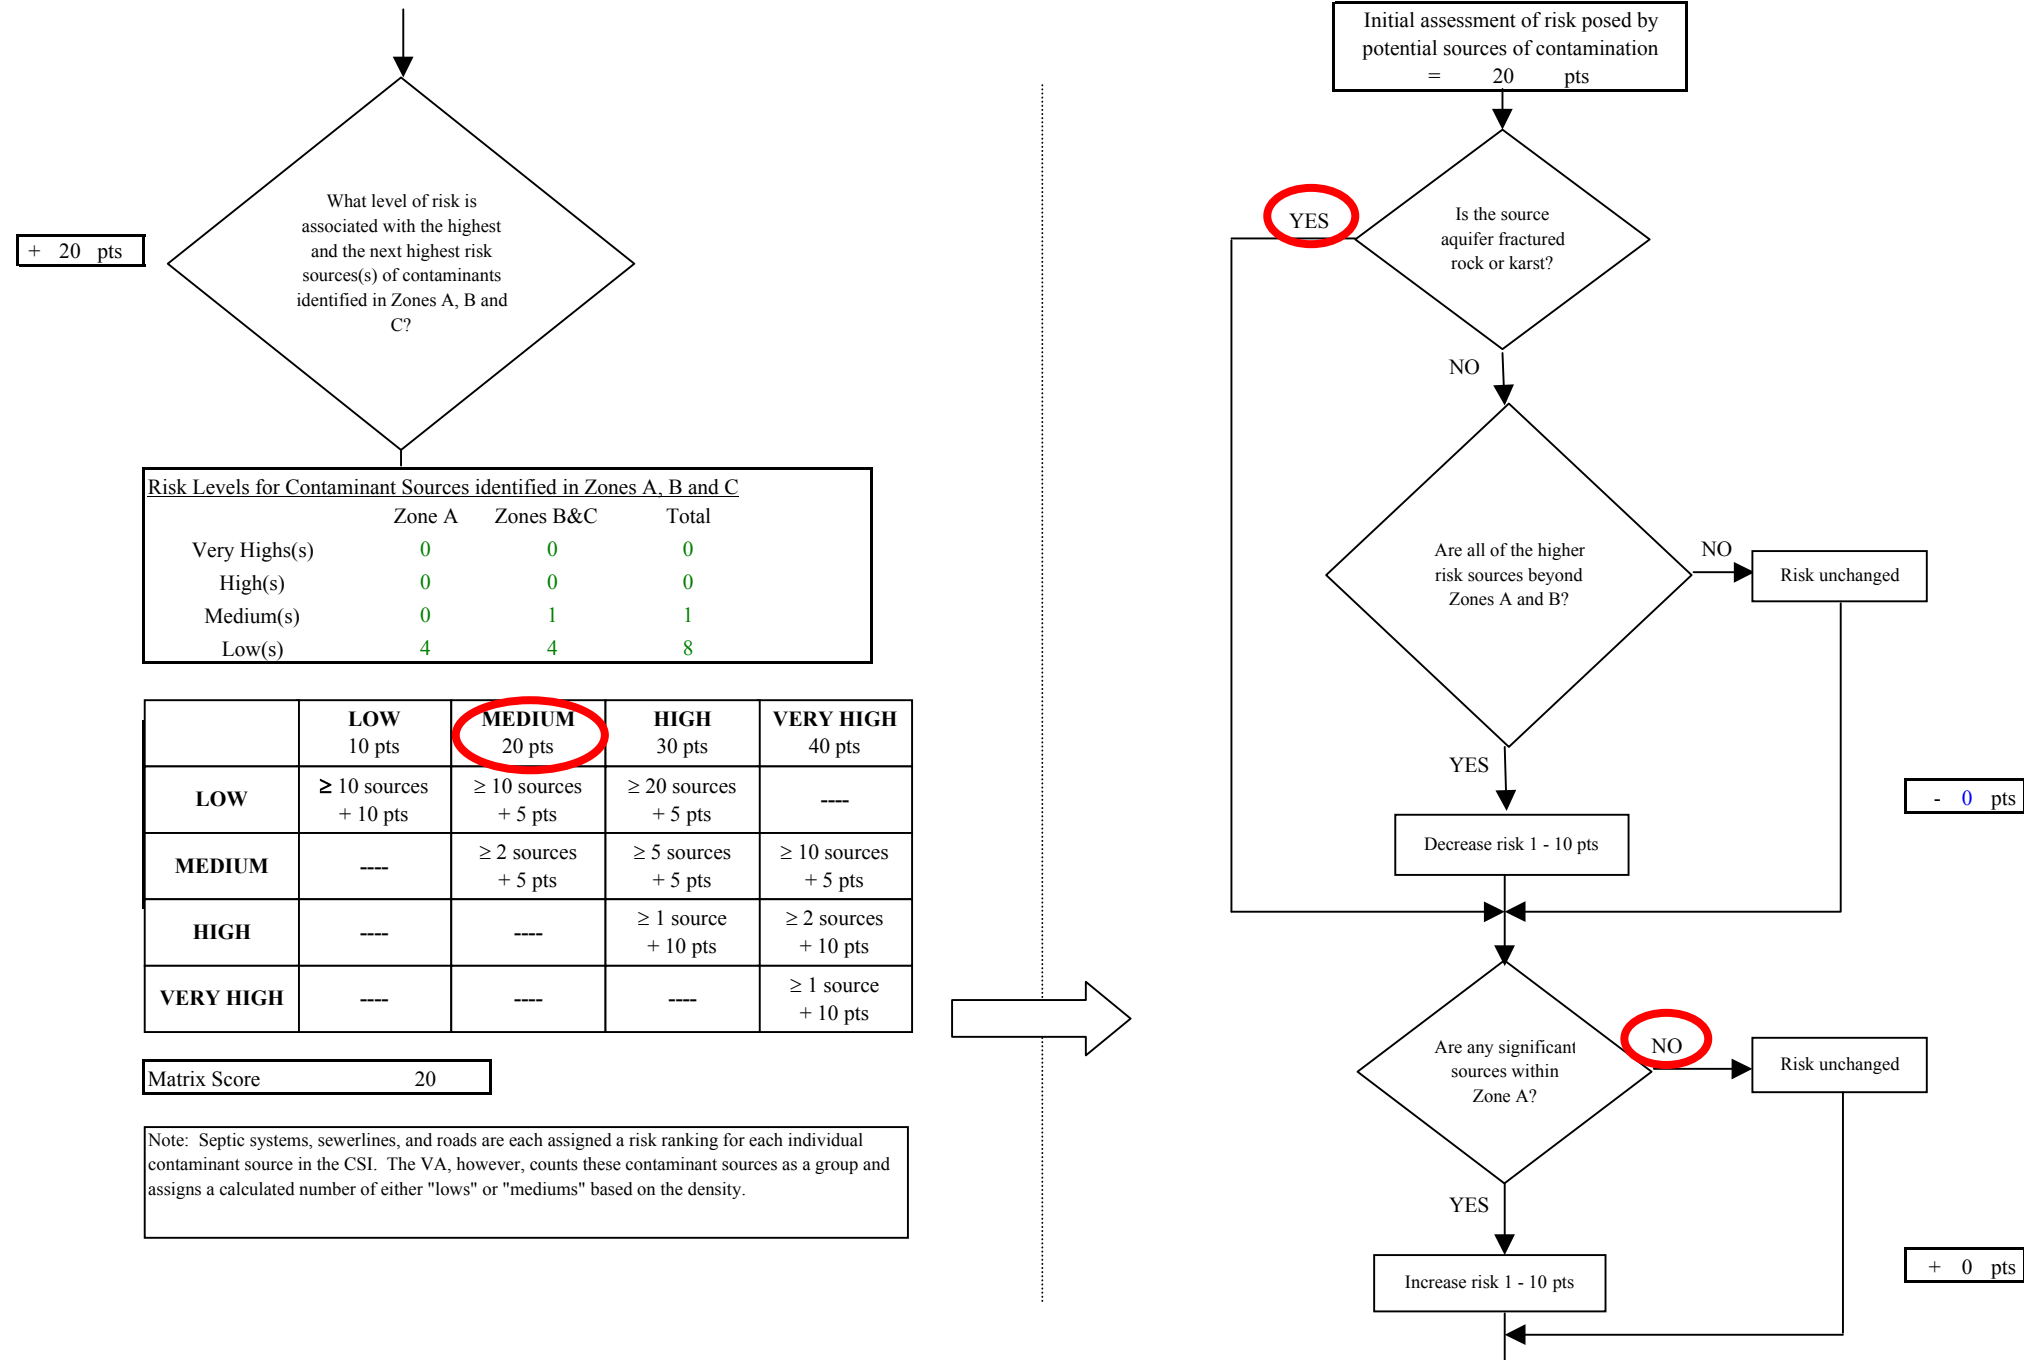 What level of risk is
associated with the highest
and the next highest risk
sources(s) of contaminants
identified in Zones A, B and
C?
+ 20 pts
Risk Levels for Contaminant Sources identified in Zones A, B and C
Zone A Zones B&C Total
Very Highs(s) 0 0 0
High(s) 0 0 0
Medium(s) 0 1 1
Low(s) 4 4 8
LOW MEDIUM HIGH VERY HIGH
10 pts 20 pts 30 pts 40 pts
LOW ≥ 10 sources ≥ 10 sources ≥ 20 sources ----
+ 10 pts + 5 pts + 5 pts
MEDIUM ---- ≥ 2 sources ≥ 5 sources ≥ 10 sources
+ 5 pts + 5 pts + 5 pts
HIGH ---- ---- ≥ 1 source ≥ 2 sources
+ 10 pts + 10 pts
VERY HIGH ---- ---- ---- ≥ 1 source
+ 10 pts
Matrix Score 20
Note: Septic systems, sewerlines, and roads are each assigned a risk ranking for each individual
contaminant source in the CSI. The VA, however, counts these contaminant sources as a group and
assigns a calculated number of either "lows" or "mediums" based on the density.
Initial assessment of risk posed by
potential sources of contamination
= 20 pts
YES
Is the source
aquifer fractured
rock or karst?
NO
Are all of the higher
risk sources beyond
Zones A and B?
NO
Risk unchanged
YES
- 0 pts
Decrease risk 1 - 10 pts
Are any significant
sources within
Zone A?
NO
Risk unchanged
YES
+ 0 pts
Increase risk 1 - 10 pts